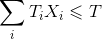 \sum_{i} T_i X_i \leqslant T